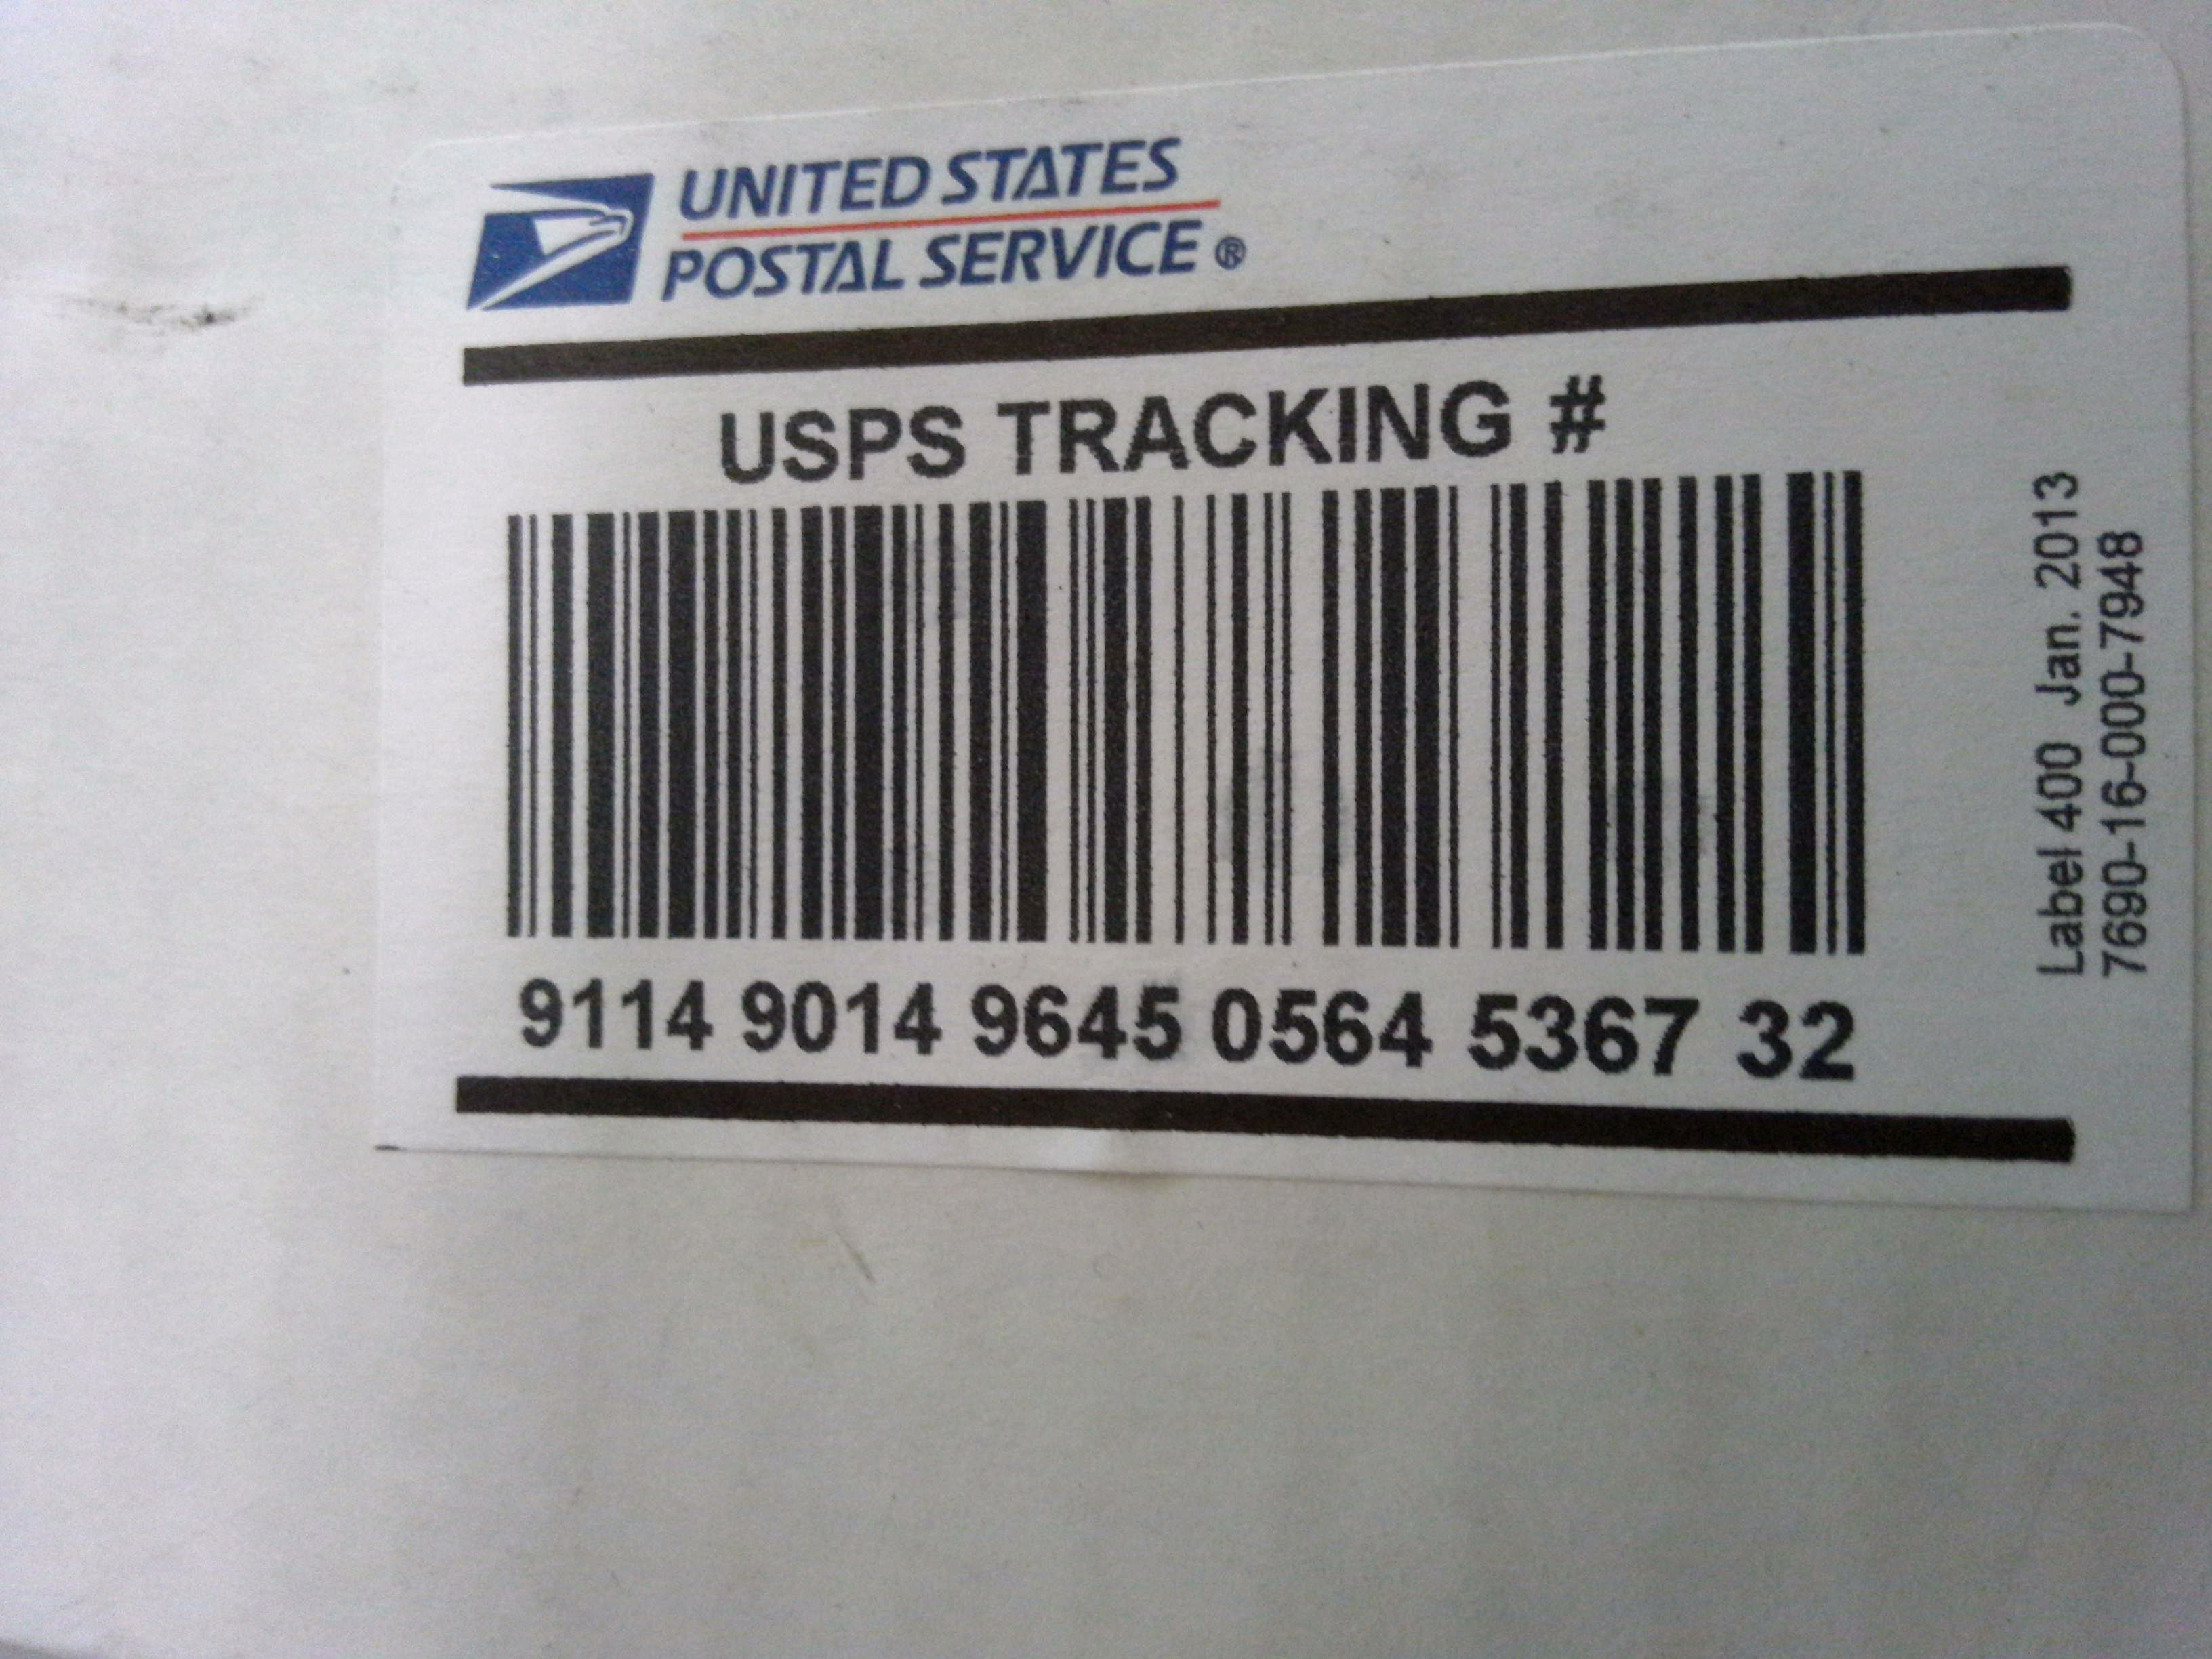 UNITED STATES
POSTAL SERVICE®
USPS TRACKING #
9114 9014 9645 0564 5367 32
Label 400 Jan. 2013
7690-16-000-7948